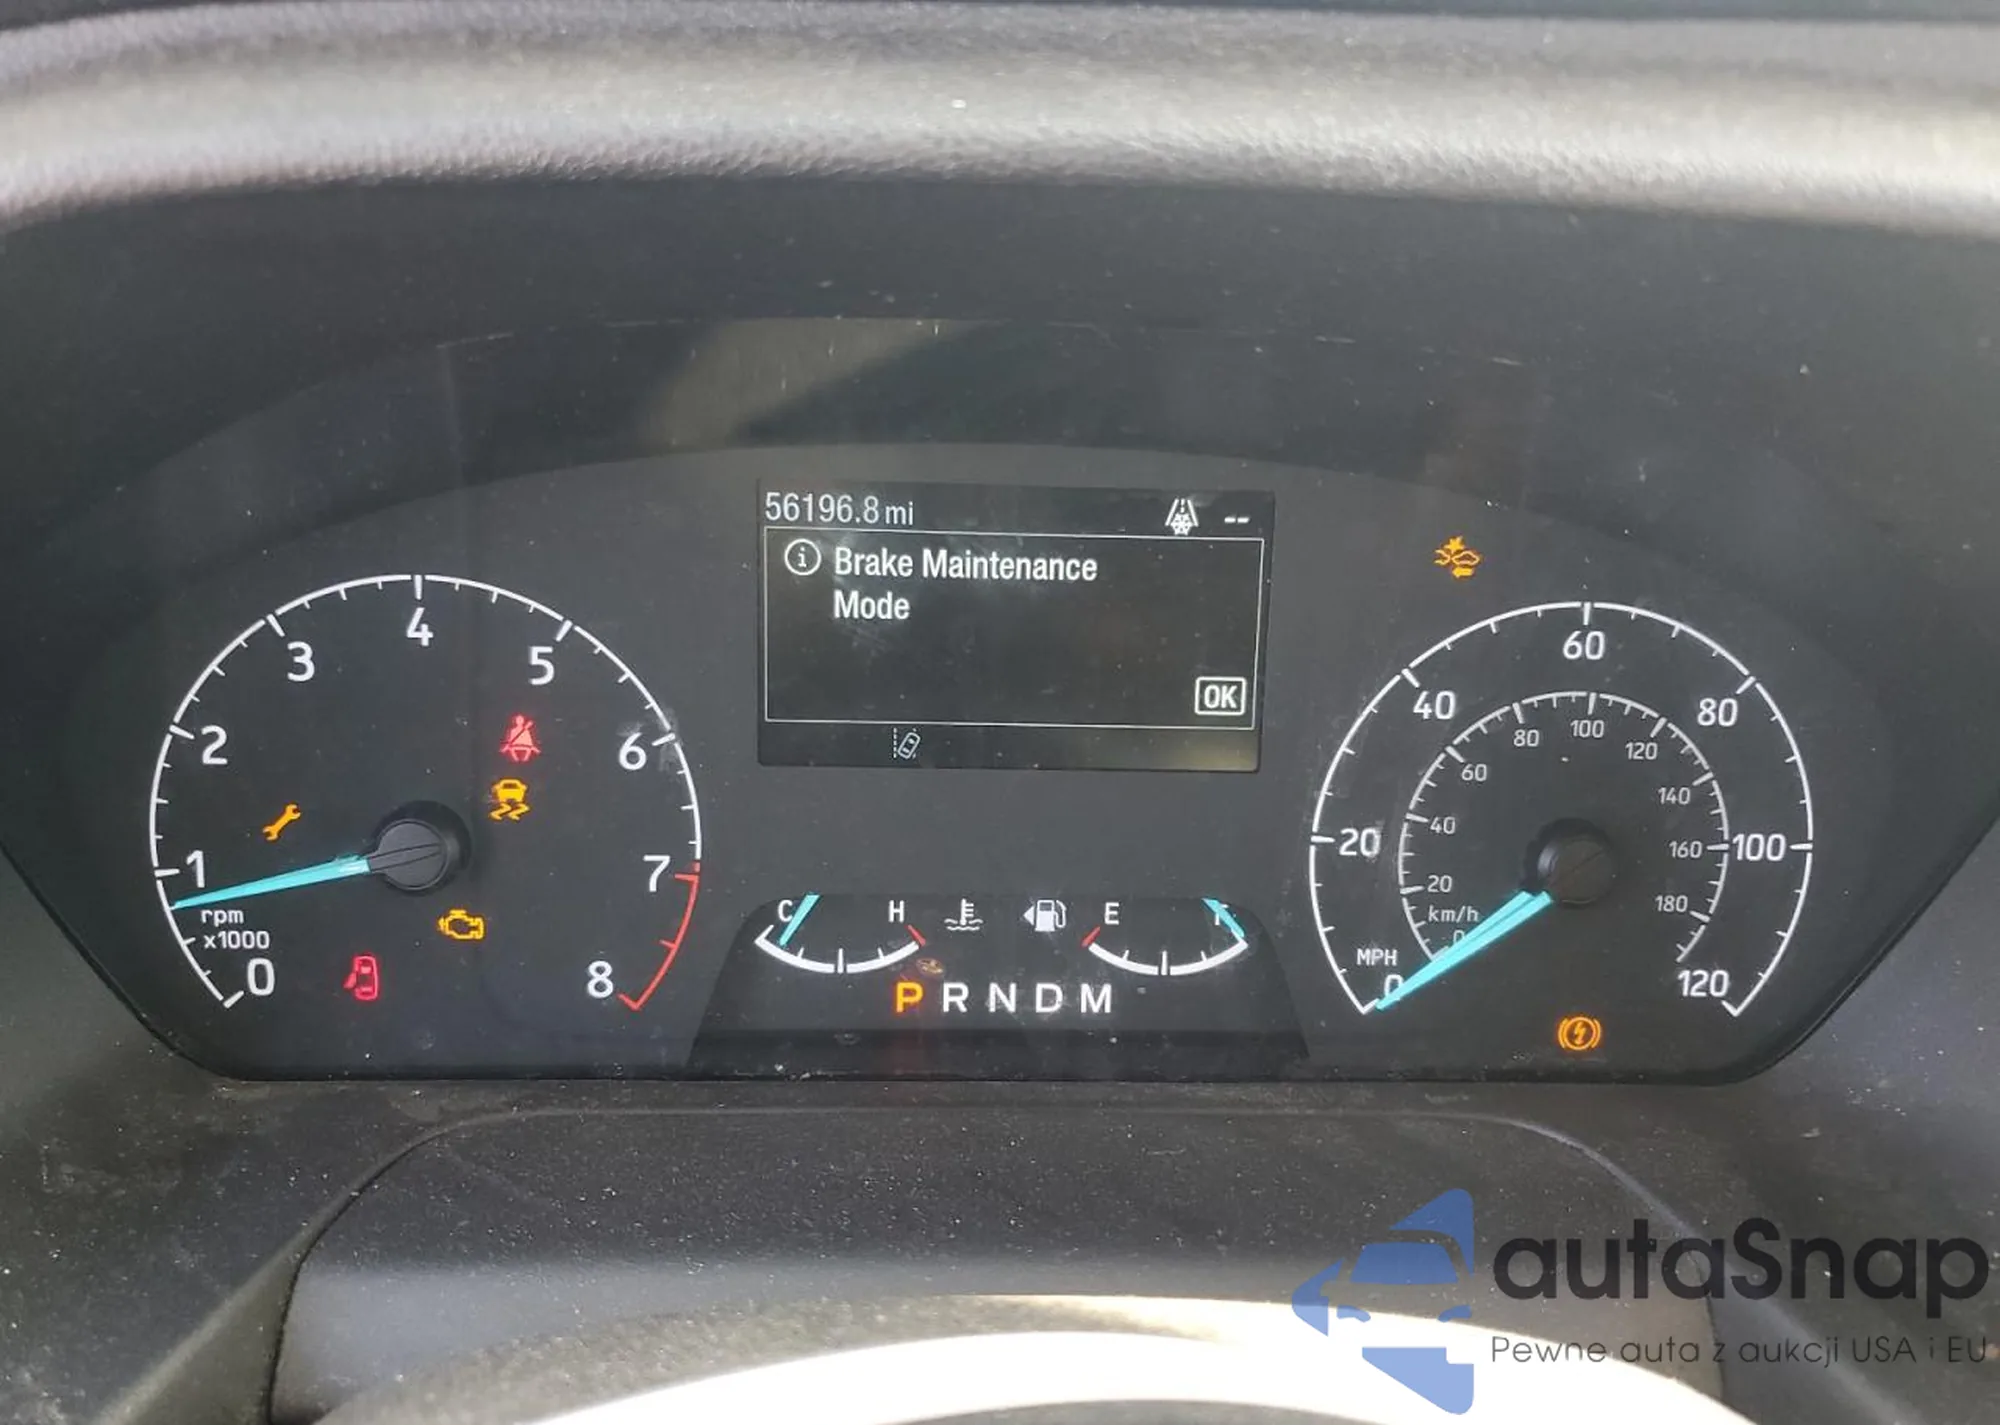 56196.8 mi --
i Brake Maintenance
Mode
OK
0 1 2 3 4 5 6 7 8
rpm
x1000
C H E F
P R N D M
0 20 40 60 80 100 120
MPH
0 20 40 60 80 100 120 140 160 180
km/h
autaSnap
Pewne auta z aukcji USA i EU